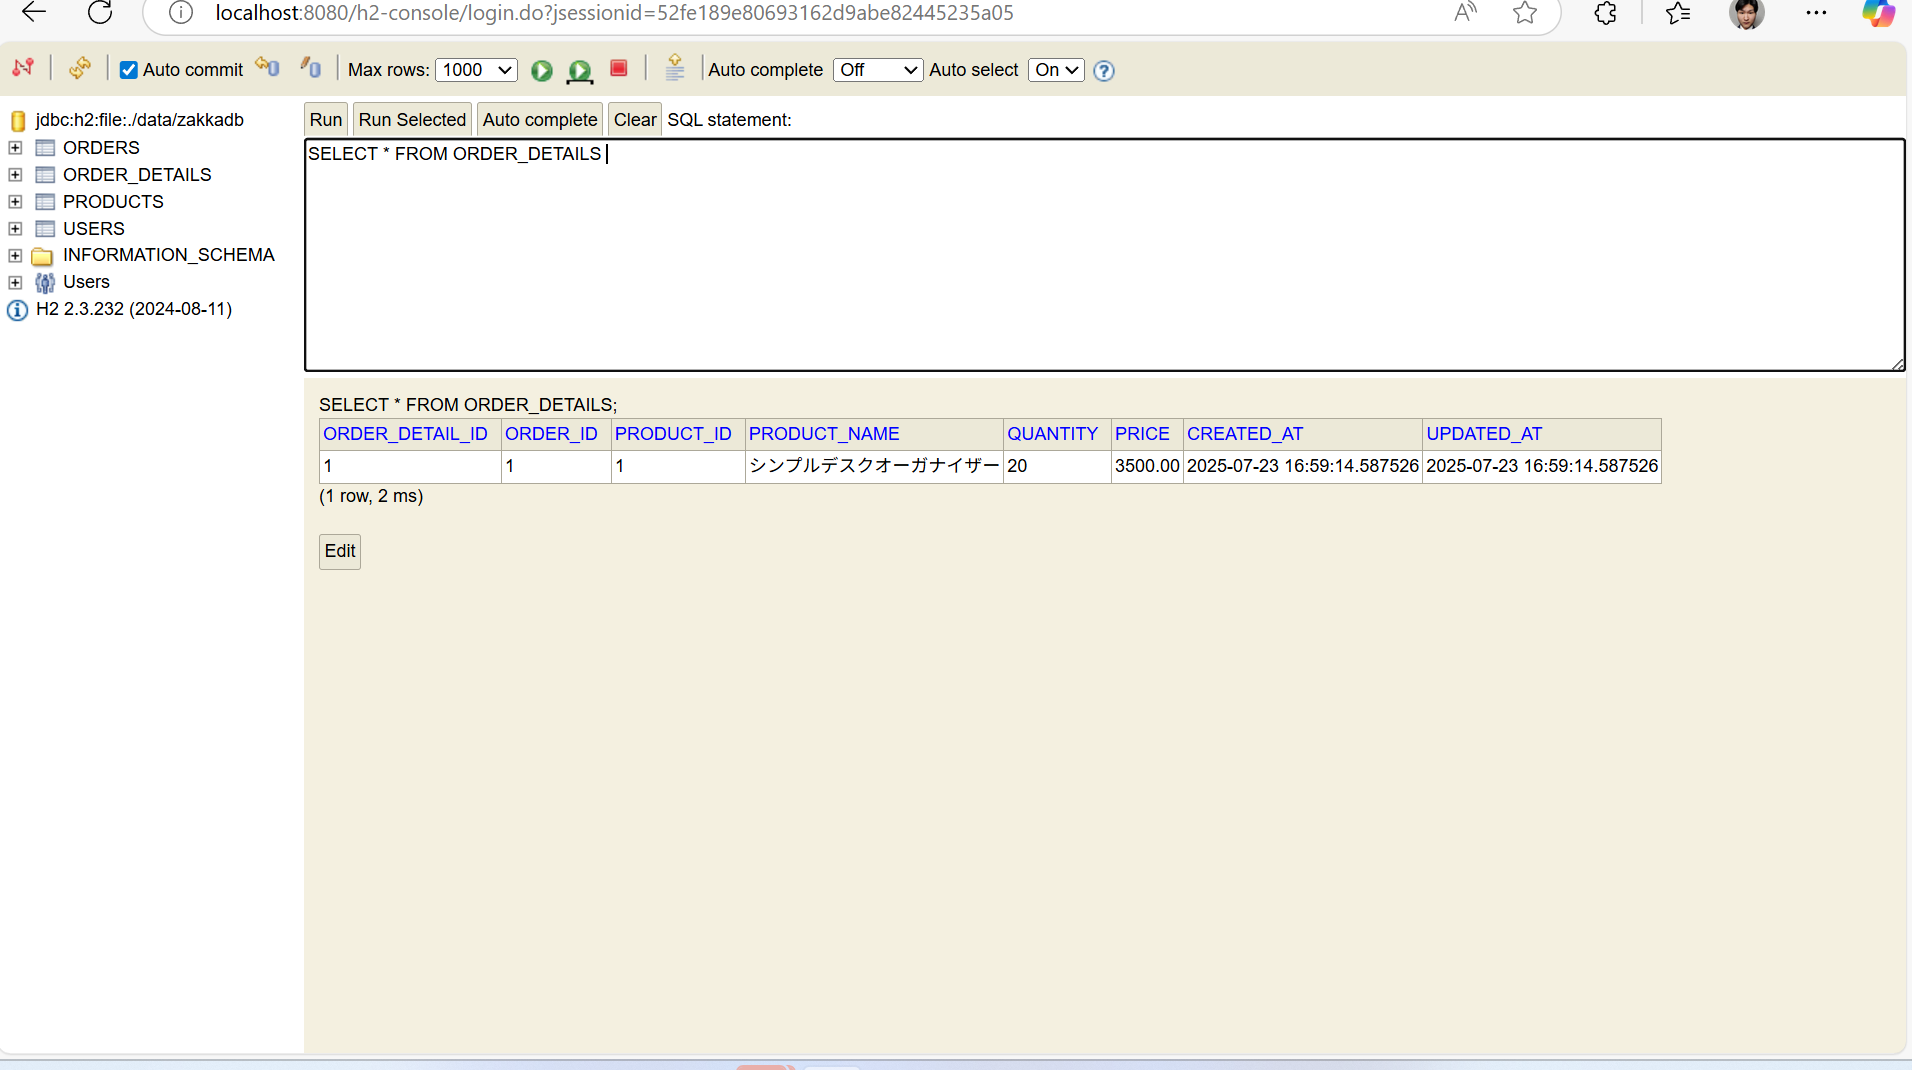 localhost:8080/h2-console/login.do?jsessionid=52fe189e80693162d9abe82445235a05
Auto commit Max rows: 1000 Auto complete Off Auto select On
jdbc:h2:file:./data/zakkadb
ORDERS
ORDER_DETAILS
PRODUCTS
USERS
INFORMATION_SCHEMA
Users
H2 2.3.232 (2024-08-11)
Run Run Selected Auto complete Clear SQL statement:
SELECT * FROM ORDER_DETAILS
SELECT * FROM ORDER_DETAILS;
ORDER_DETAIL_ID ORDER_ID PRODUCT_ID PRODUCT_NAME QUANTITY PRICE CREATED_AT UPDATED_AT
1 1 1 シンプルデスクオーガナイザー 20 3500.00 2025-07-23 16:59:14.587526 2025-07-23 16:59:14.587526
(1 row, 2 ms)
Edit